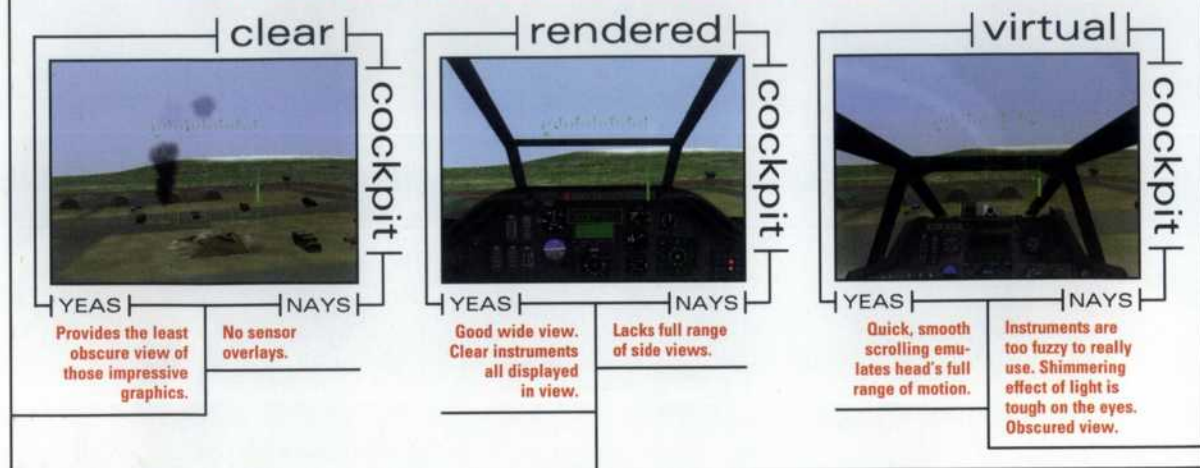 clear
cockpit
YEAS
NAYS
Provides the least
obscure view of
those impressive
graphics.
No sensor
overlays.
rendered
cockpit
YEAS
NAYS
Good wide view.
Clear instruments
all displayed
in view.
Lacks full range
of side views.
virtual
cockpit
YEAS
NAYS
Quick, smooth
scrolling emu-
lates head's full
range of motion.
Instruments are
too fuzzy to really
use. Shimmering
effect of light is
tough on the eyes.
Obscured view.